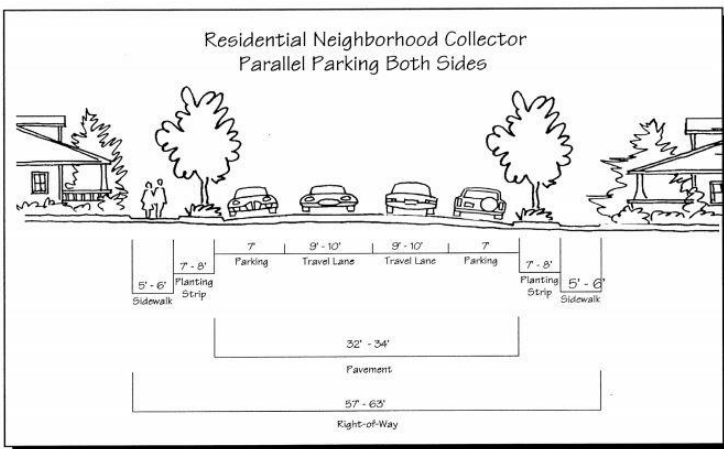 Residential Neighborhood Collector
Parallel Parking Both Sides
7'
9' - 10'
9' - 10'
7'
Parking
Travel Lane
Travel Lane
Parking
7' - 8'
Planting
Strip
5' - 6'
Sidewalk
7' - 8'
Planting
Strip
5' - 6'
Sidewalk
32' - 34'
Pavement
57' - 63'
Right-of-Way